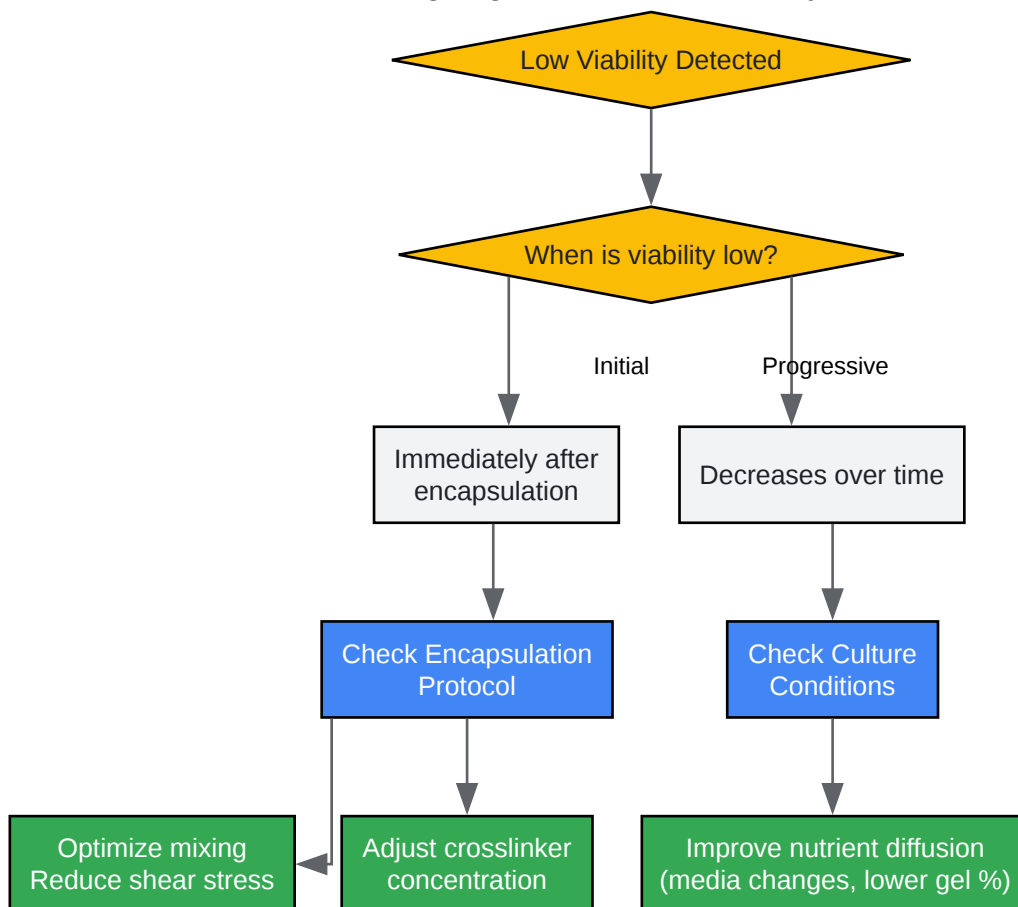 Low Viability Detected
When is viability low?
Initial
Progressive
Immediately after
encapsulation
Decreases over time
Check Encapsulation
Protocol
Check Culture
Conditions
Optimize mixing
Reduce shear stress
Adjust crosslinker
concentration
Improve nutrient diffusion
(media changes, lower gel %)